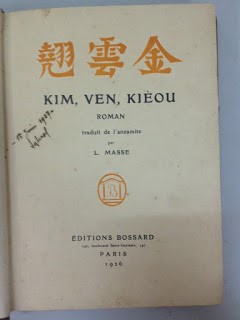 金雲翹
KIM, VEN, KIÈOU
ROMAN
traduit de l'annamite
par
L. MASSE
ÉDITIONS BOSSARD
140, boulevard Saint-Germain, 140
PARIS
1926